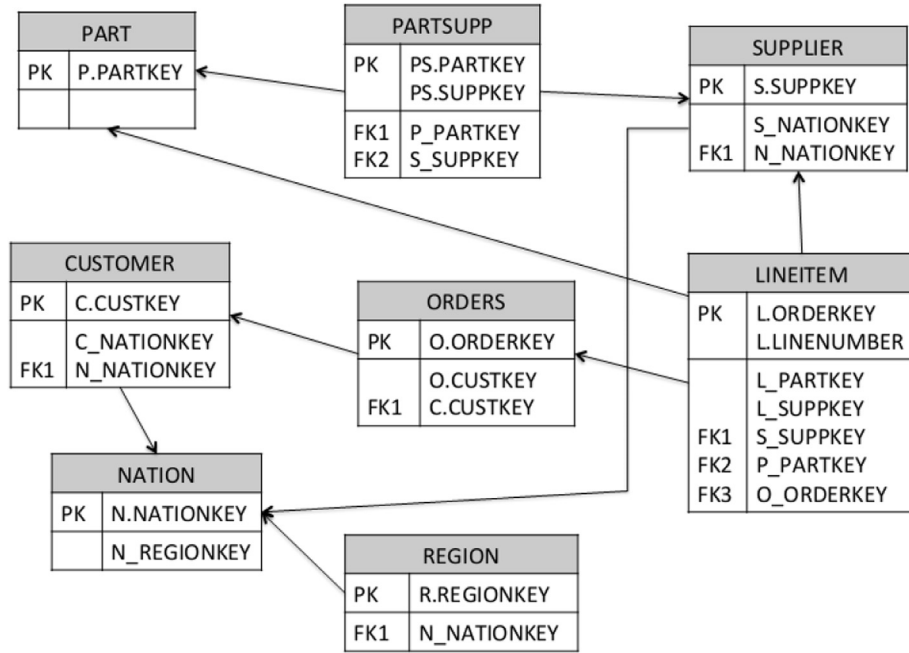 PART
PK P.PARTKEY
PARTSUPP
PK PS.PARTKEY
PS.SUPPKEY
FK1 P_PARTKEY
FK2 S_SUPPKEY
SUPPLIER
PK S.SUPPKEY
S_NATIONKEY
FK1 N_NATIONKEY
CUSTOMER
PK C.CUSTKEY
C_NATIONKEY
FK1 N_NATIONKEY
ORDERS
PK O.ORDERKEY
O.CUSTKEY
FK1 C.CUSTKEY
LINEITEM
PK L.ORDERKEY
L.LINENUMBER
L_PARTKEY
L_SUPPKEY
FK1 S_SUPPKEY
FK2 P_PARTKEY
FK3 O_ORDERKEY
NATION
PK N.NATIONKEY
N_REGIONKEY
REGION
PK R.REGIONKEY
FK1 N_NATIONKEY